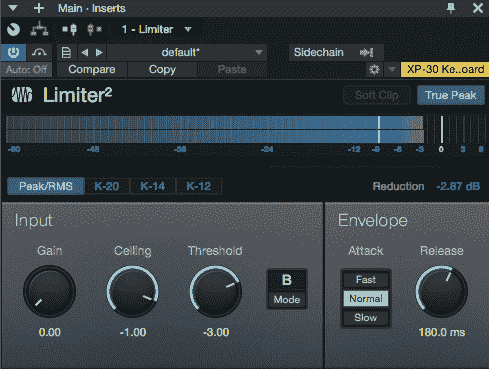 Main · Inserts
1 - Limiter
default* Sidechain
Auto: Off Compare Copy Paste XP-30 Ke..oard
Limiter² Soft Clip True Peak
-60 -48 -36 -24 -12 -9 -6 -3 0 3 6
Peak/RMS K-20 K-14 K-12 Reduction -2.87 dB
Input Envelope
Gain Ceiling Threshold Attack Release
B Fast
Mode Normal
Slow
0.00 -1.00 -3.00 180.0 ms